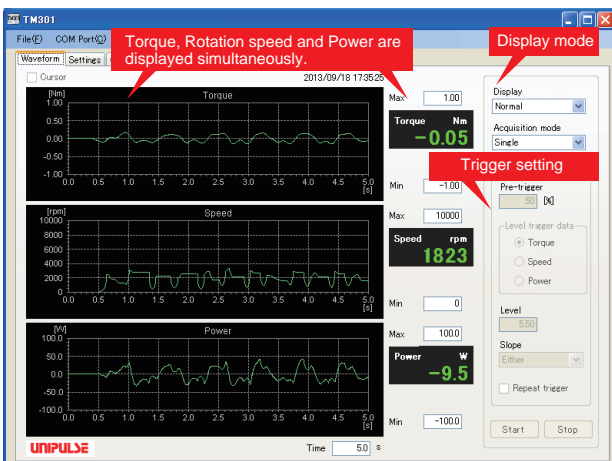 TM301
File(F) COM Port(C)
Torque, Rotation speed and Power are
displayed simultaneously.
Display mode
Waveform Settings
Cursor
2013/09/18 17:35:25
[Nm]
Torque
1.00
0.50
0.00
-0.50
-1.00
0.0 0.5 1.0 1.5 2.0 2.5 3.0 3.5 4.0 4.5 5.0
[s]
Max 1.00
Torque Nm
-0.05
Min -1.00
[rpm]
Speed
10000
8000
6000
4000
2000
0
0.0 0.5 1.0 1.5 2.0 2.5 3.0 3.5 4.0 4.5 5.0
[s]
Max 10000
Speed rpm
1823
Min 0
[W]
Power
100.0
50.0
0.0
-50.0
-100.0
0.0 0.5 1.0 1.5 2.0 2.5 3.0 3.5 4.0 4.5 5.0
[s]
Max 100.0
Power W
-9.5
Min -100.0
Display
Normal
Acquisition mode
Single
Trigger setting
Pre-trigger
50 [%]
Level trigger data
Torque
Speed
Power
Level
5.50
Slope
Either
Repeat trigger
Start Stop
UNIPULSE
Time 5.0 s